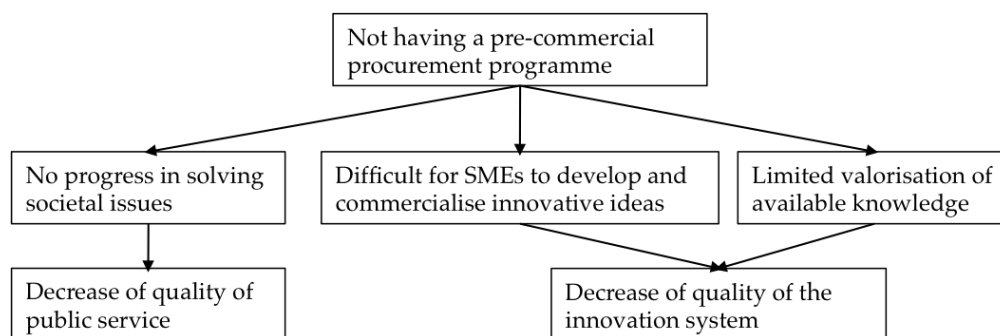 Not having a pre-commercial
procurement programme
No progress in solving
societal issues
Difficult for SMEs to develop and
commercialise innovative ideas
Limited valorisation of
available knowledge
Decrease of quality of
public service
Decrease of quality of the
innovation system